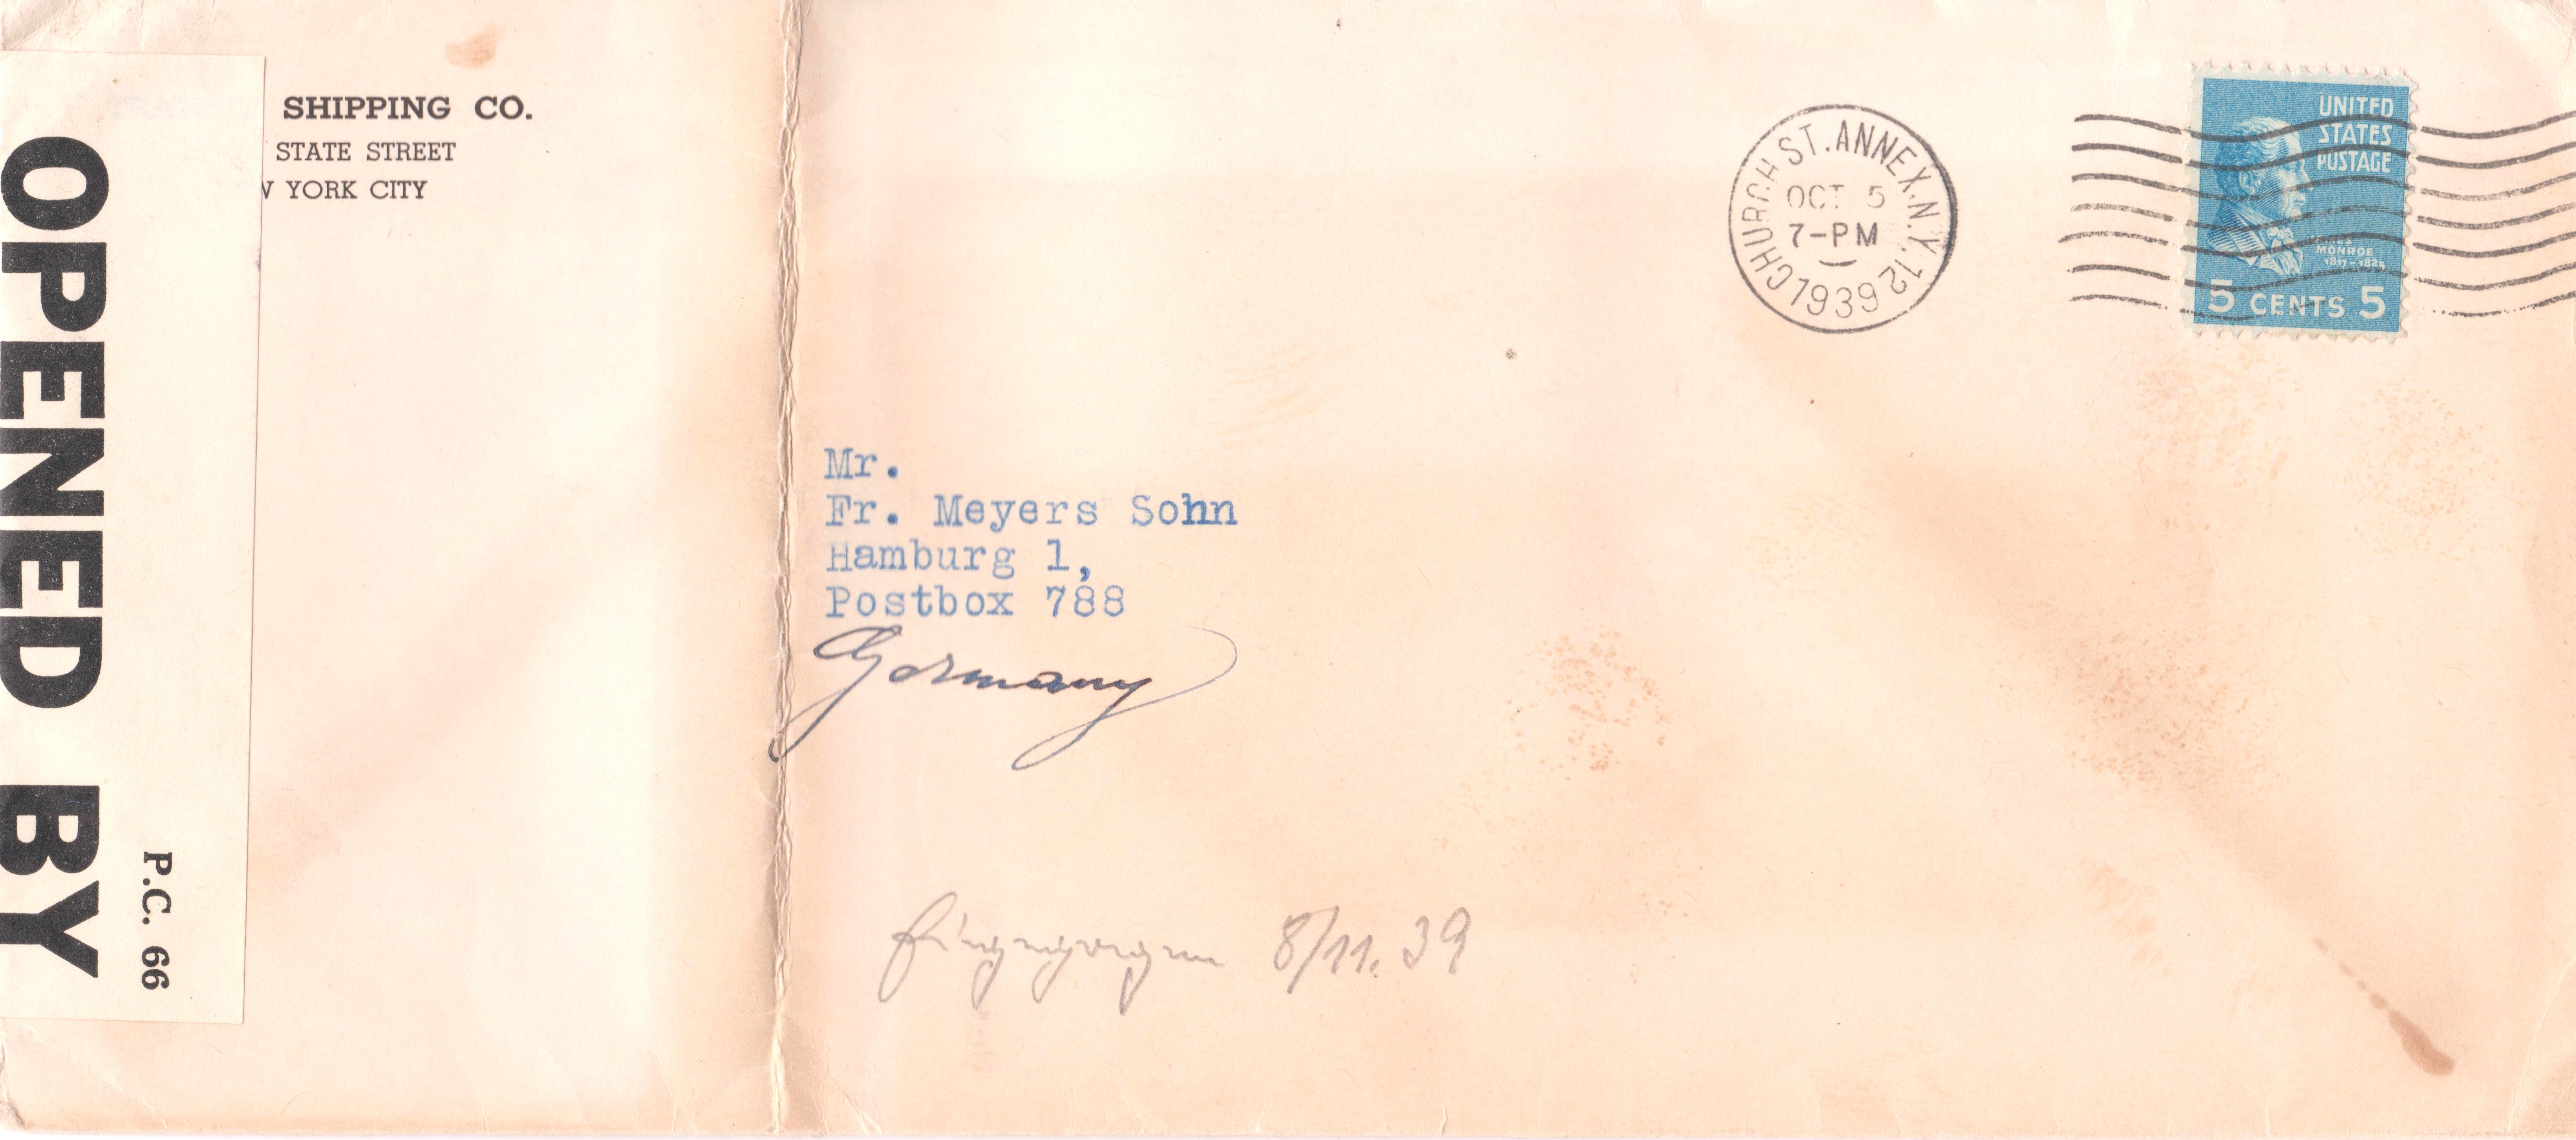 SHIPPING CO.
STATE STREET
W YORK CITY
OPENED BY
P.C. 66
CHURCH ST. ANNEX. N.Y. 12
OCT 5
7-PM
1939
UNITED
STATES
POSTAGE
JAMES
MONROE
1817-1825
5 CENTS 5
Mr.
Fr. Meyers Sohn
Hamburg 1,
Postbox 788
Germany
8/11. 39